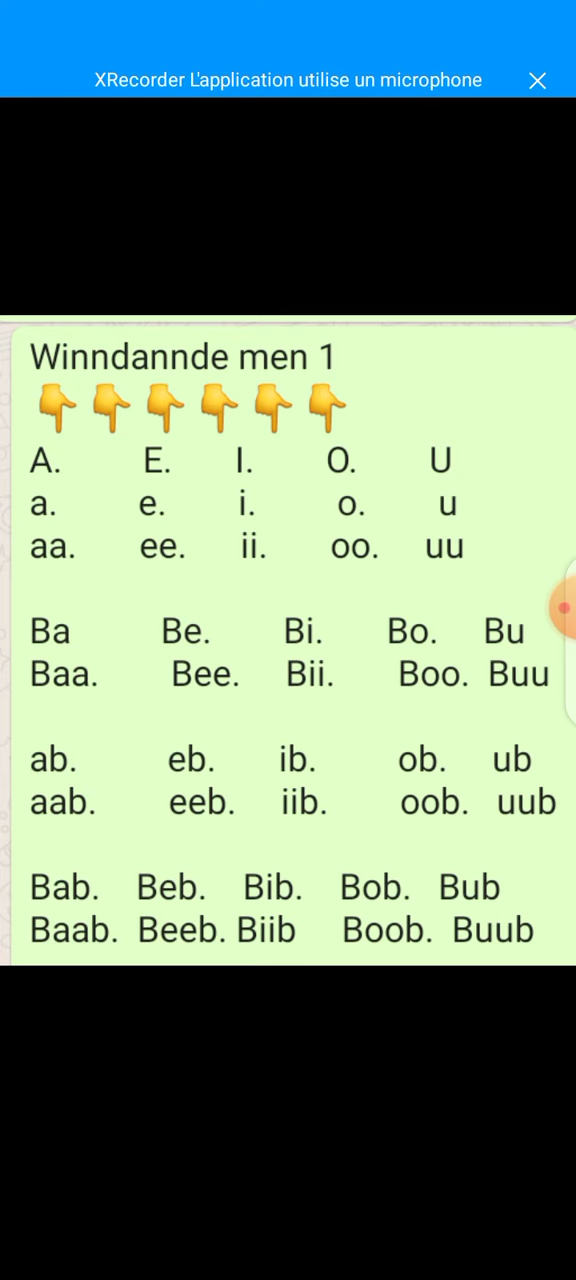 XRecorder L'application utilise un microphone ×
Winndannde men 1
👇👇👇👇👇👇
A. E. I. O. U
a. e. i. o. u
aa. ee. ii. oo. uu
Ba Be. Bi. Bo. Bu
Baa. Bee. Bii. Boo. Buu
ab. eb. ib. ob. ub
aab. eeb. iib. oob. uub
Bab. Beb. Bib. Bob. Bub
Baab. Beeb. Biib Boob. Buub